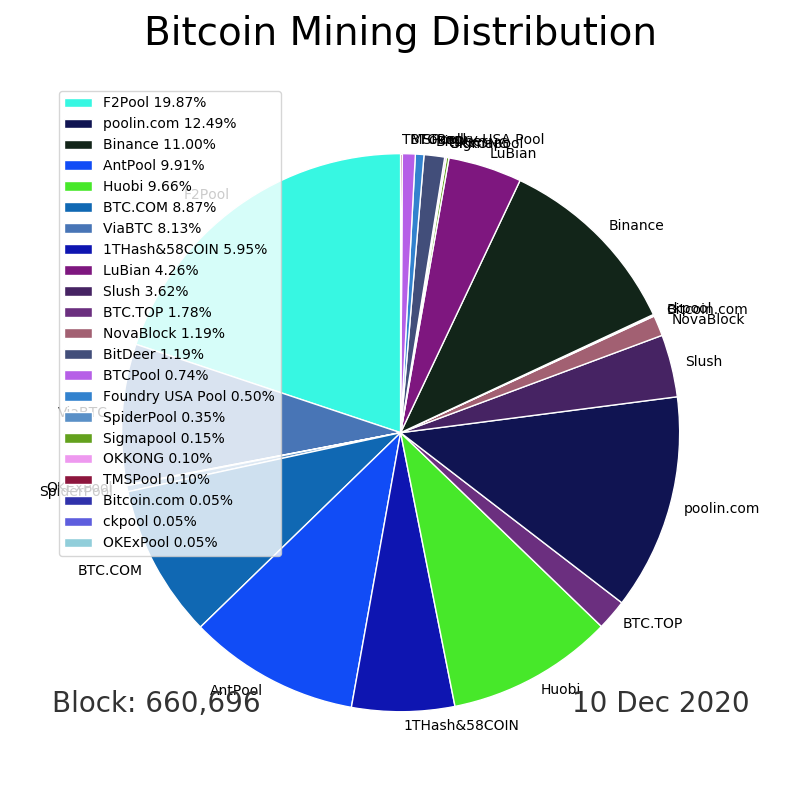 Bitcoin Mining Distribution
F2Pool 19.87%
poolin.com 12.49%
Binance 11.00%
AntPool 9.91%
Huobi 9.66%
BTC.COM 8.87%
ViaBTC 8.13%
1THash&58COIN 5.95%
LuBian 4.26%
Slush 3.62%
BTC.TOP 1.78%
NovaBlock 1.19%
BitDeer 1.19%
BTCPool 0.74%
Foundry USA Pool 0.50%
SpiderPool 0.35%
Sigmapool 0.15%
OKKONG 0.10%
TMSPool 0.10%
Bitcoin.com 0.05%
ckpool 0.05%
OKExPool 0.05%
F2Pool
ViaBTC
OKExPool
SpiderPool
BTC.COM
AntPool
1THash&58COIN
Huobi
BTC.TOP
poolin.com
Slush
NovaBlock
Bitcoin.com
ckpool
Binance
LuBian
Sigmapool
Block: 660,696
10 Dec 2020